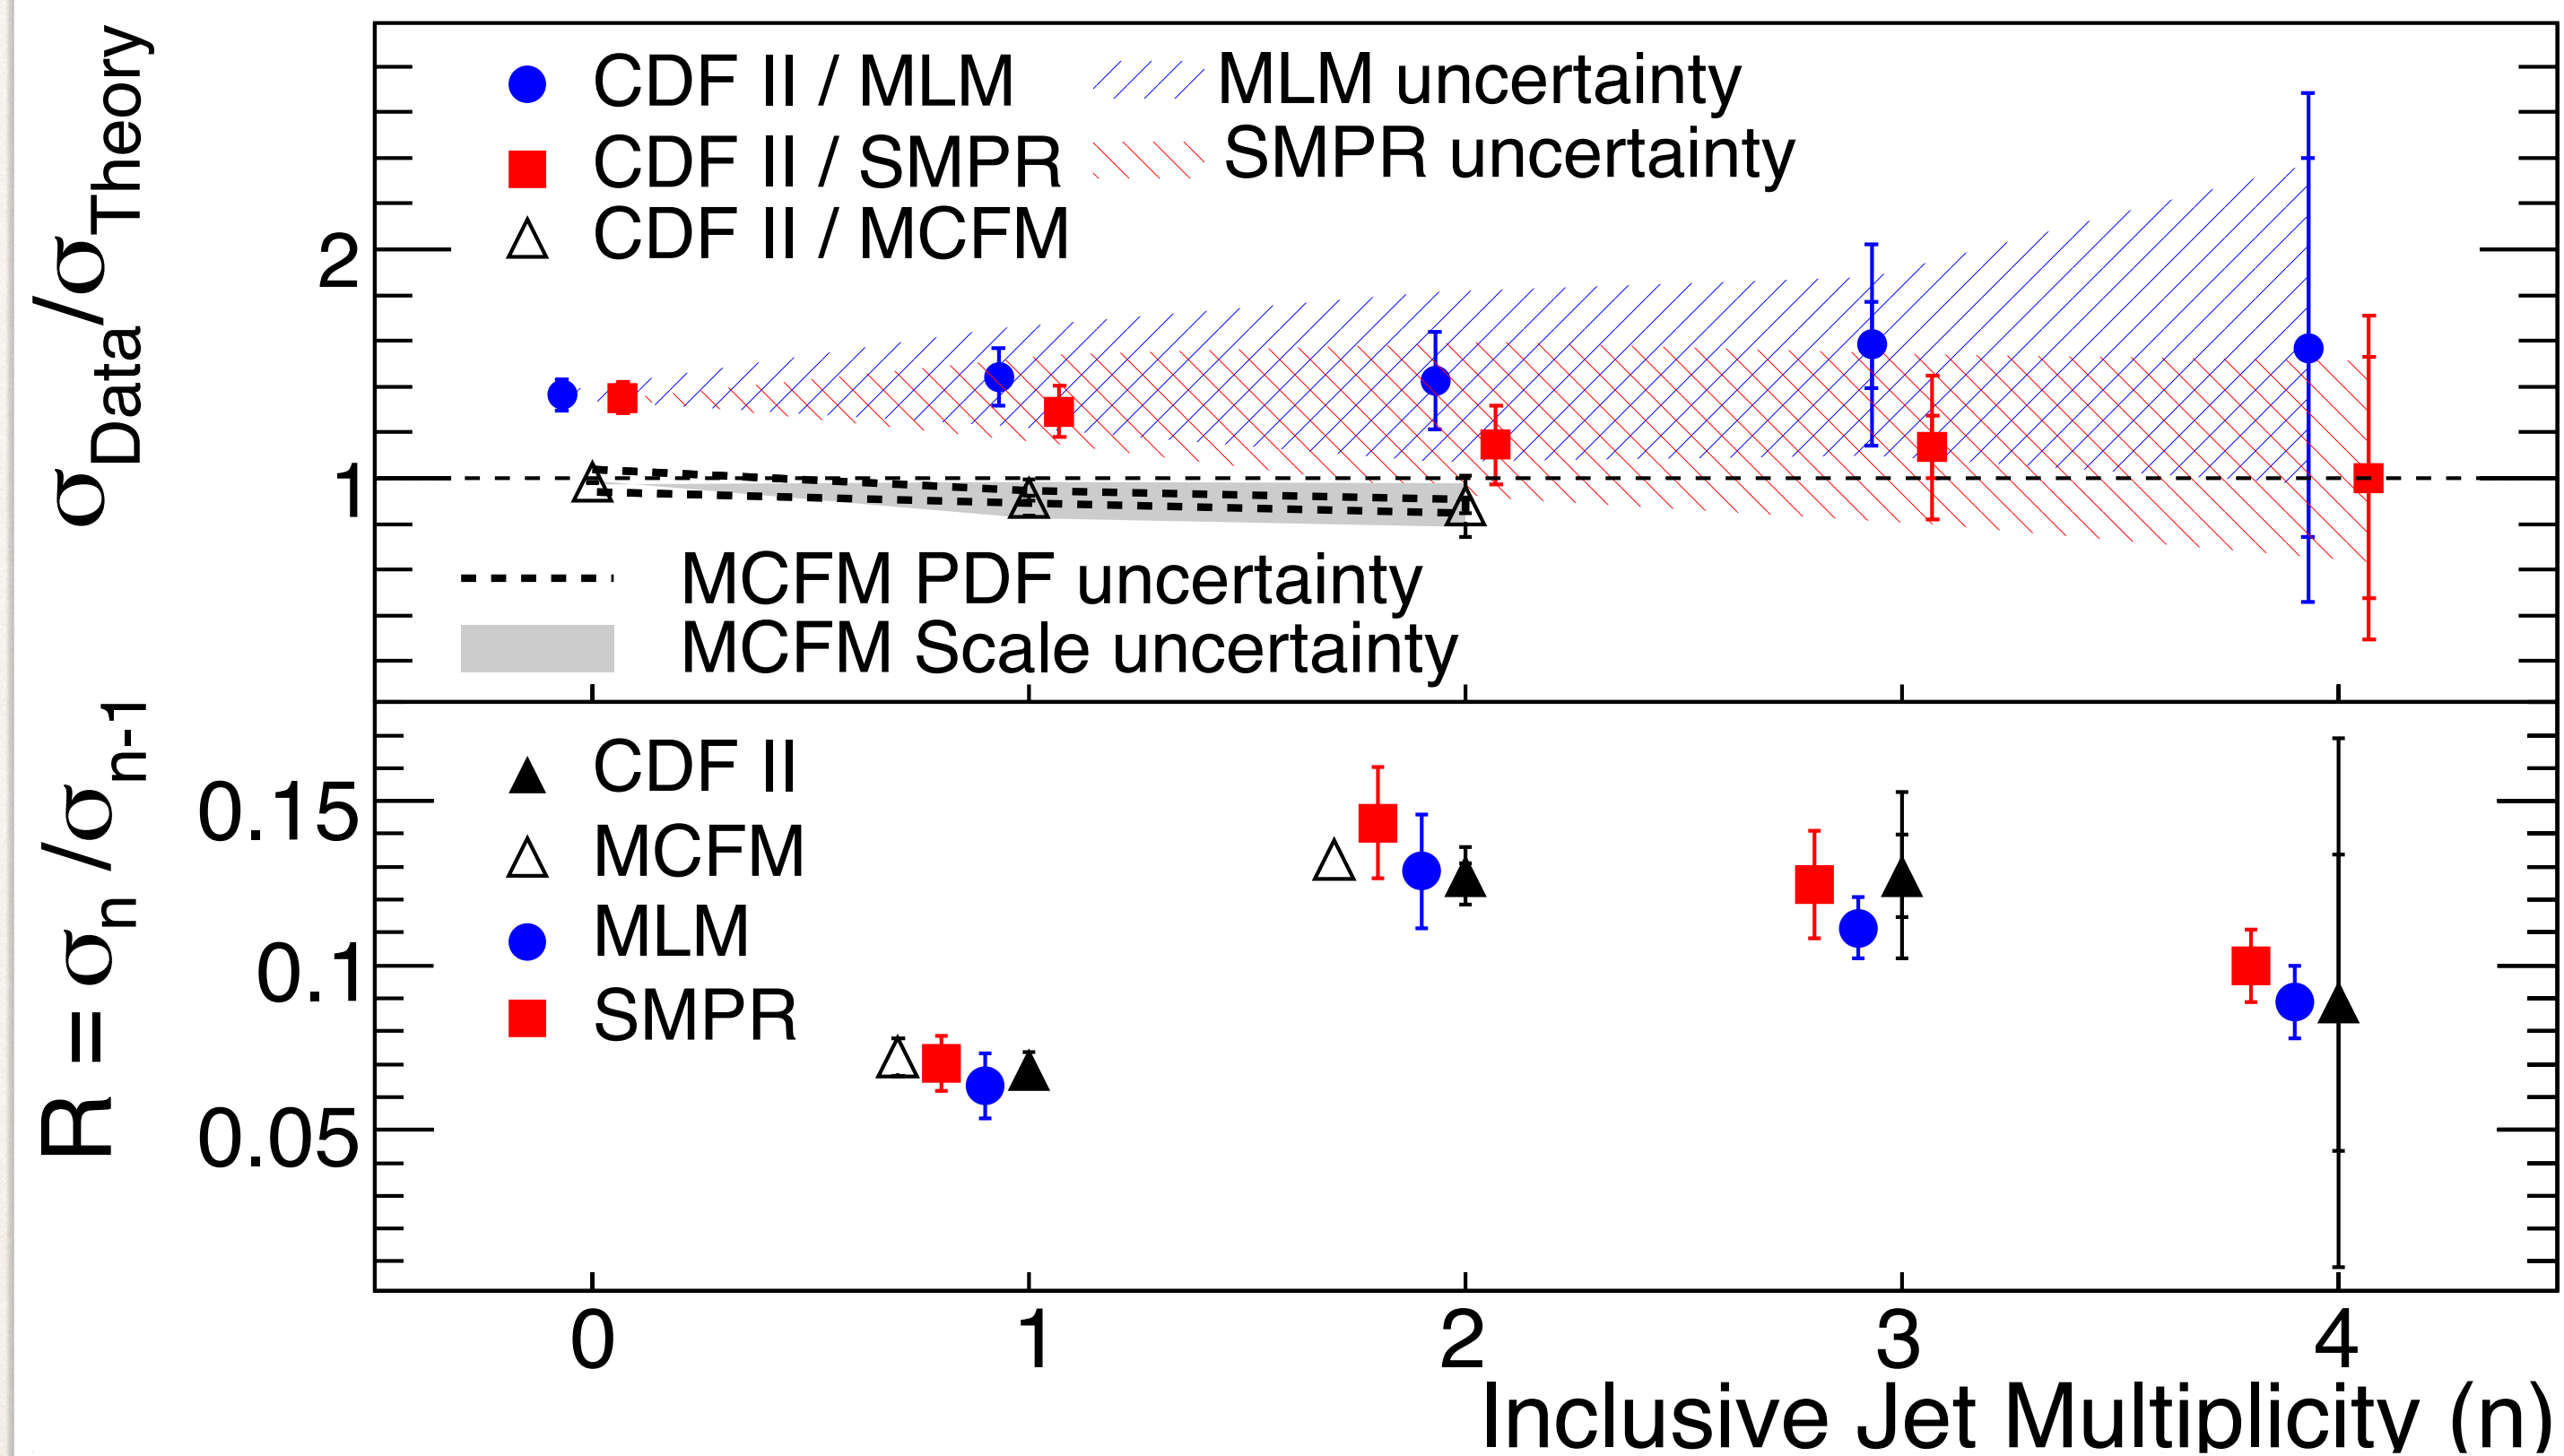 σData/σTheory
CDF II / MLM
CDF II / SMPR
CDF II / MCFM
MLM uncertainty
SMPR uncertainty
2
1
MCFM PDF uncertainty
MCFM Scale uncertainty
R = σn/σn-1
CDF II
MCFM
MLM
SMPR
0.15
0.1
0.05
0 1 2 3 4
Inclusive Jet Multiplicity (n)